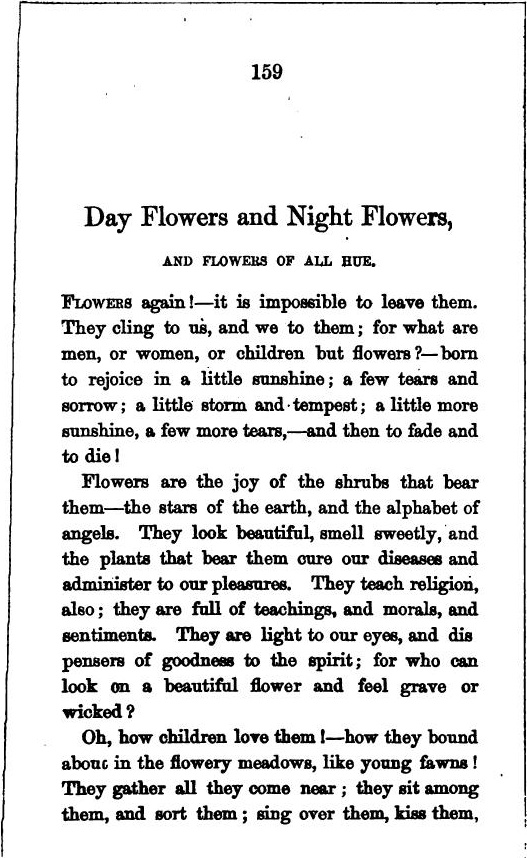 159
Day Flowers and Night Flowers,
AND FLOWERS OF ALL HUE.
FLOWERS again!—it is impossible to leave them.
They cling to us, and we to them; for what are
men, or women, or children but flowers?—born
to rejoice in a little sunshine; a few tears and
sorrow; a little storm and tempest; a little more
sunshine, a few more tears,—and then to fade and
to die!
Flowers are the joy of the shrubs that bear
them—the stars of the earth, and the alphabet of
angels. They look beautiful, smell sweetly, and
the plants that bear them cure our diseases and
administer to our pleasures. They teach religion,
also; they are full of teachings, and morals, and
sentiments. They are light to our eyes, and dis
pensers of goodness to the spirit; for who can
look on a beautiful flower and feel grave or
wicked?
Oh, how children love them!—how they bound
about in the flowery meadows, like young fawns!
They gather all they come near; they sit among
them, and sort them; sing over them, kiss them,